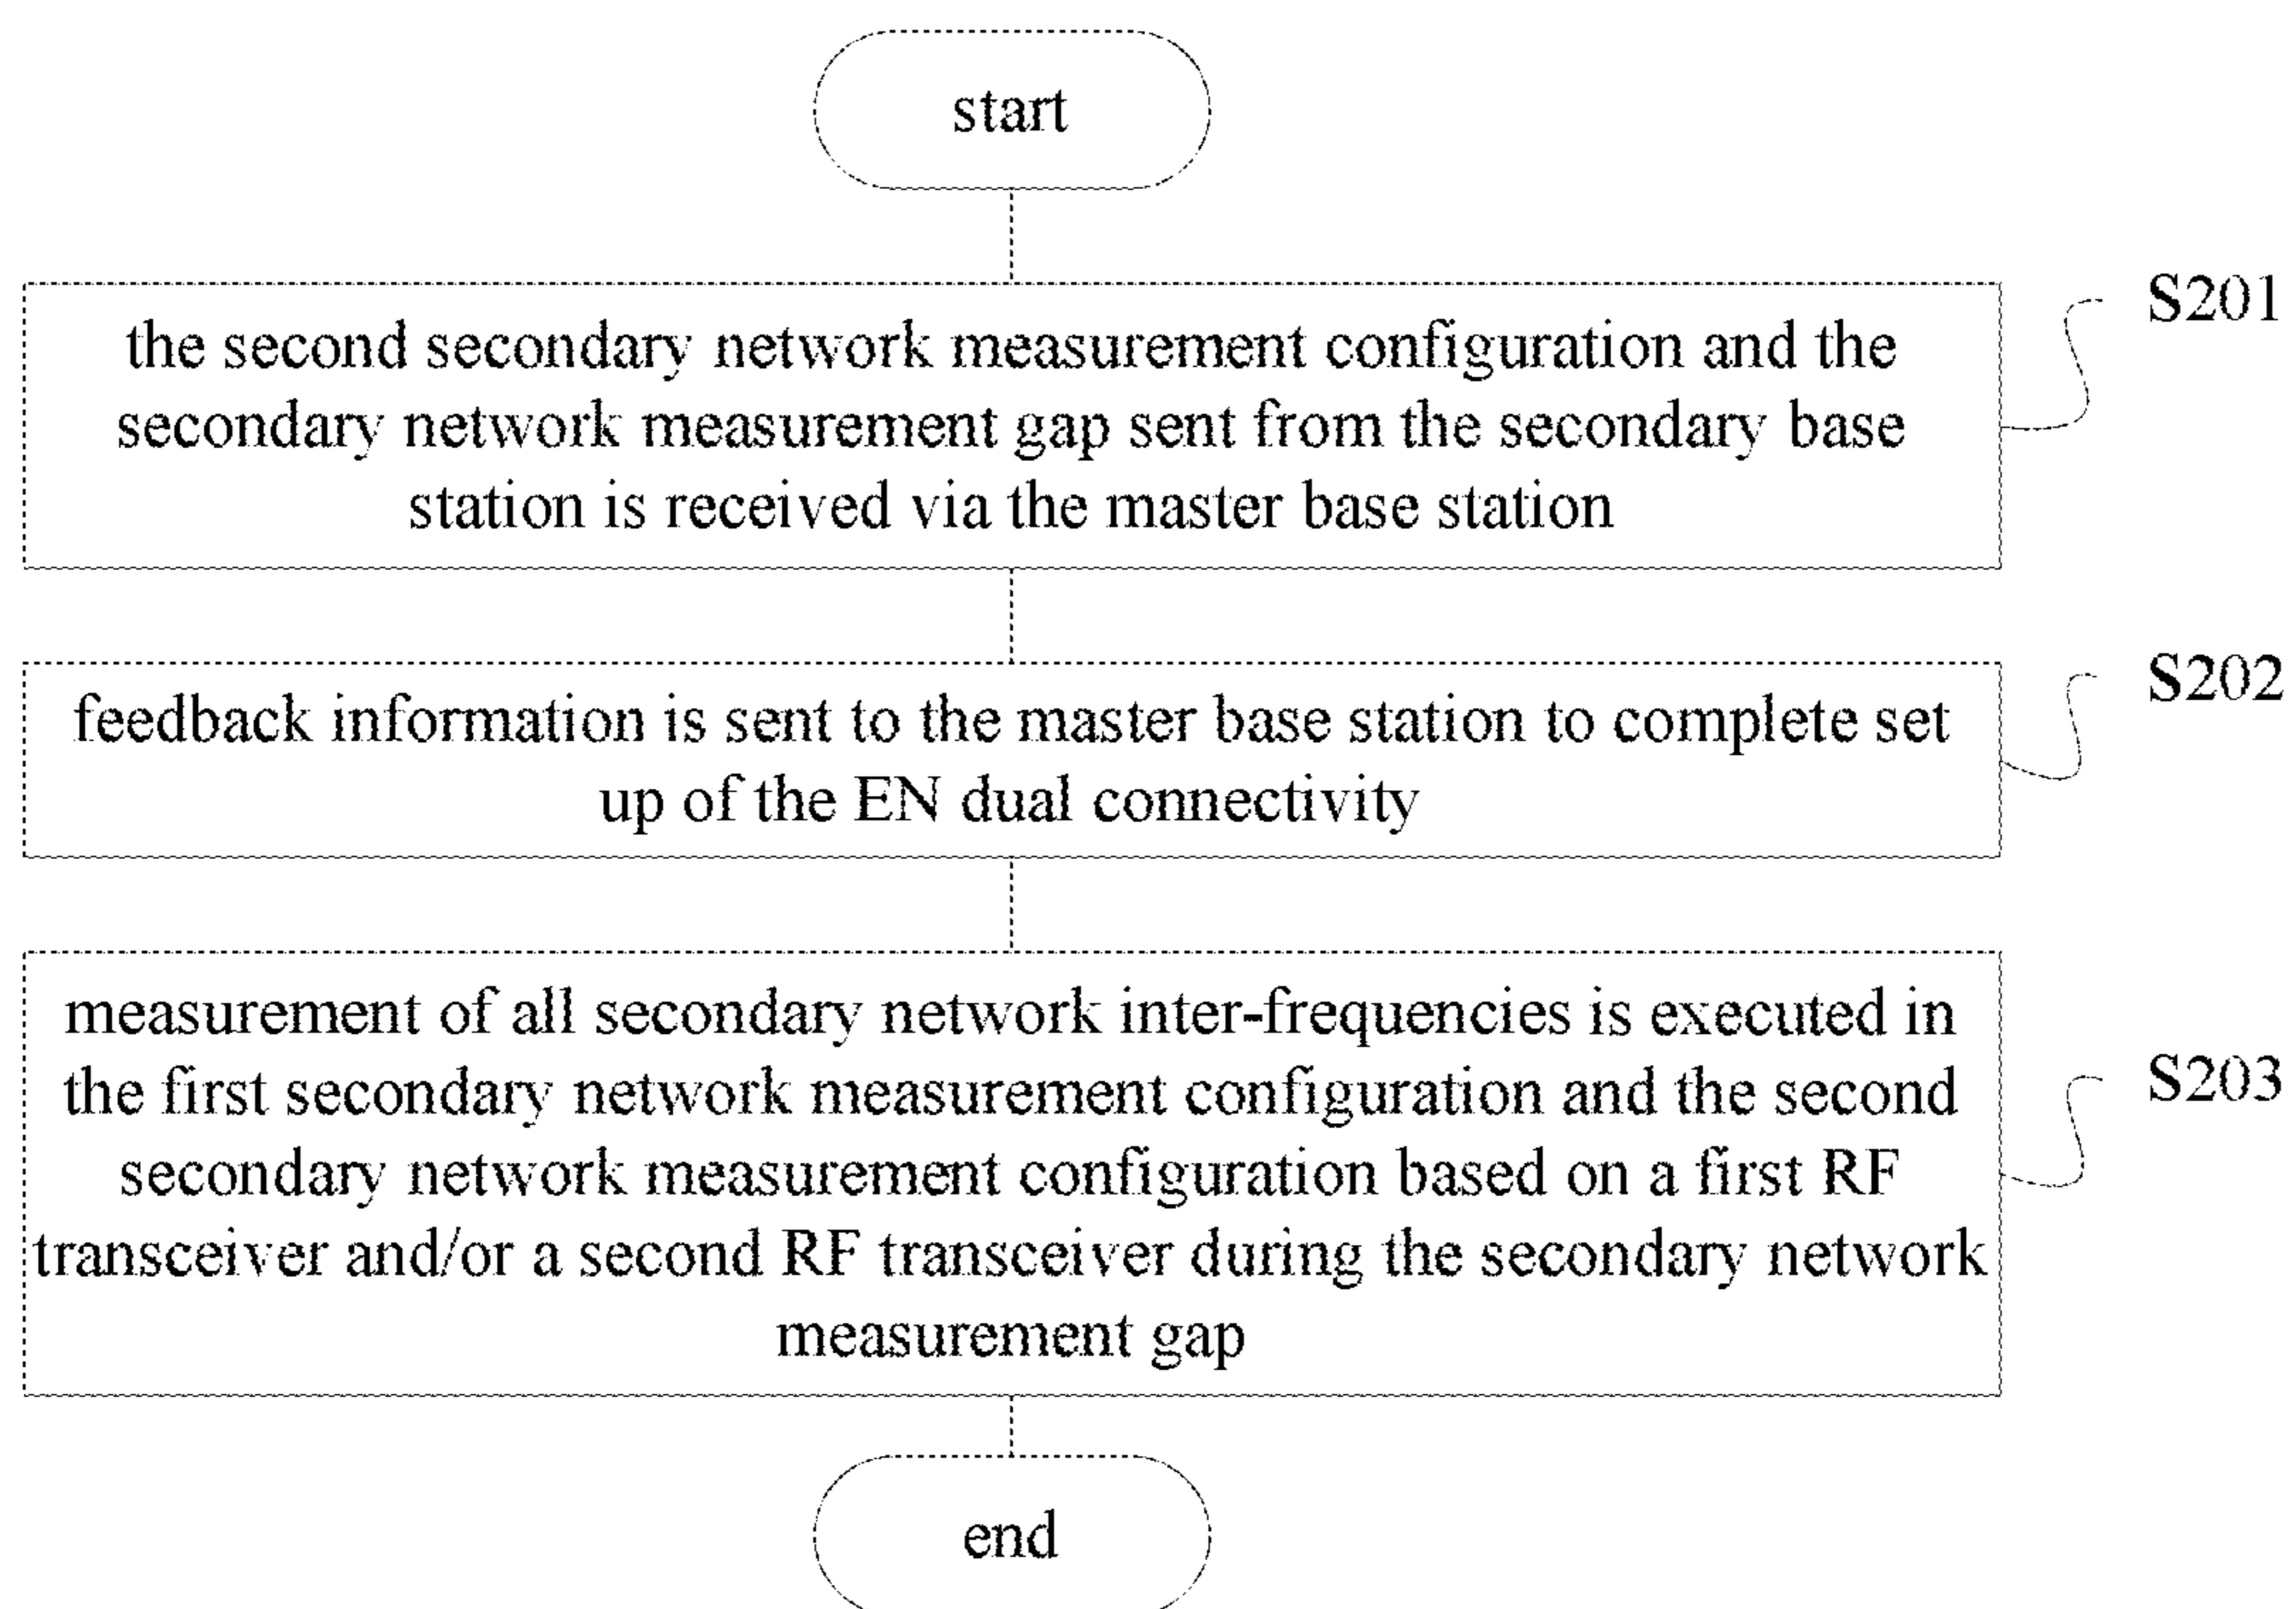 start
S201
the second secondary network measurement configuration and the
secondary network measurement gap sent from the secondary base
station is received via the master base station
S202
feedback information is sent to the master base station to complete set
up of the EN dual connectivity
measurement of all secondary network inter-frequencies is executed in
the first secondary network measurement configuration and the second
S203
secondary network measurement configuration based on a first RF
transceiver and/or a second RF transceiver during the secondary network
measurement gap
end